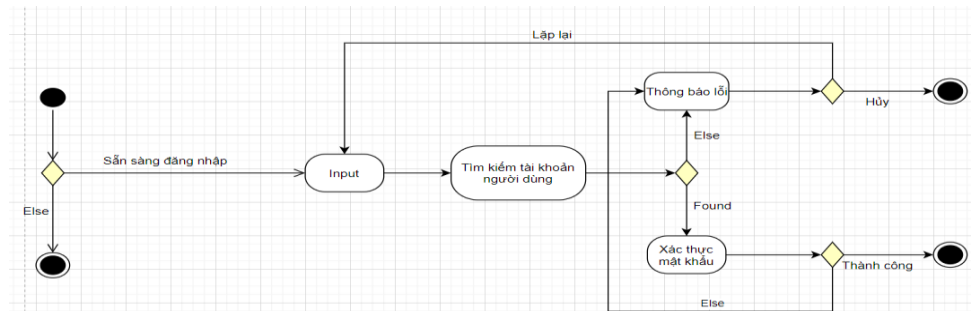 Lặp lại
Thông báo lỗi
Hủy
Else
Sẵn sàng đăng nhập
Input
Tìm kiếm tài khoản
người dùng
Else
Found
Xác thực
mật khẩu
Thành công
Else